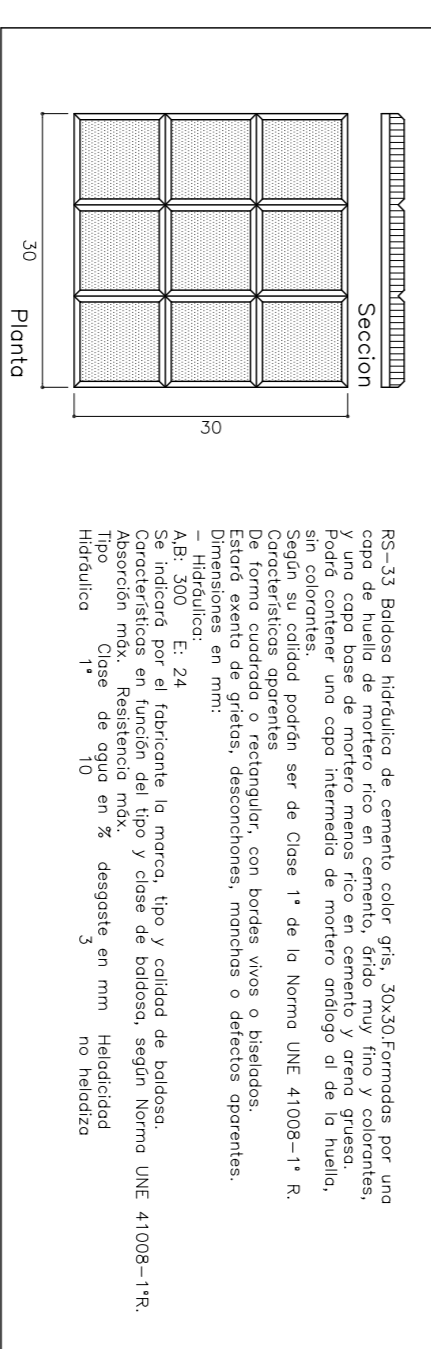 Seccion
30
30
Planta
RS-33 Baldosa hidráulica de cemento color gris, 30x30.Formadas por una
capa de huella de mortero rico en cemento, árido muy fino y colorantes,
y una capa base de mortero menos rico en cemento y arena gruesa.
Podrá contener una capa intermedia de mortero análogo al de la huella,
sin colorantes.
Según su calidad podrán ser de Clase 1ª de la Norma UNE 41008-1ª R.
Características aparentes
De forma cuadrada o rectangular, con bordes vivos o biselados.
Estará exenta de grietas, desconchones, manchas o defectos aparentes.
Dimensiones en mm:
- Hidráulica:
A,B: 300 E: 24
Se indicará por el fabricante la marca, tipo y calidad de baldosa.
Características en función del tipo y clase de baldosa, según Norma UNE 41008-1ªR.
Absorción máx. Resistencia máx.
Tipo Clase de agua en % desgaste en mm Heladicidad
Hidráulica 1ª 10 3 no heladiza